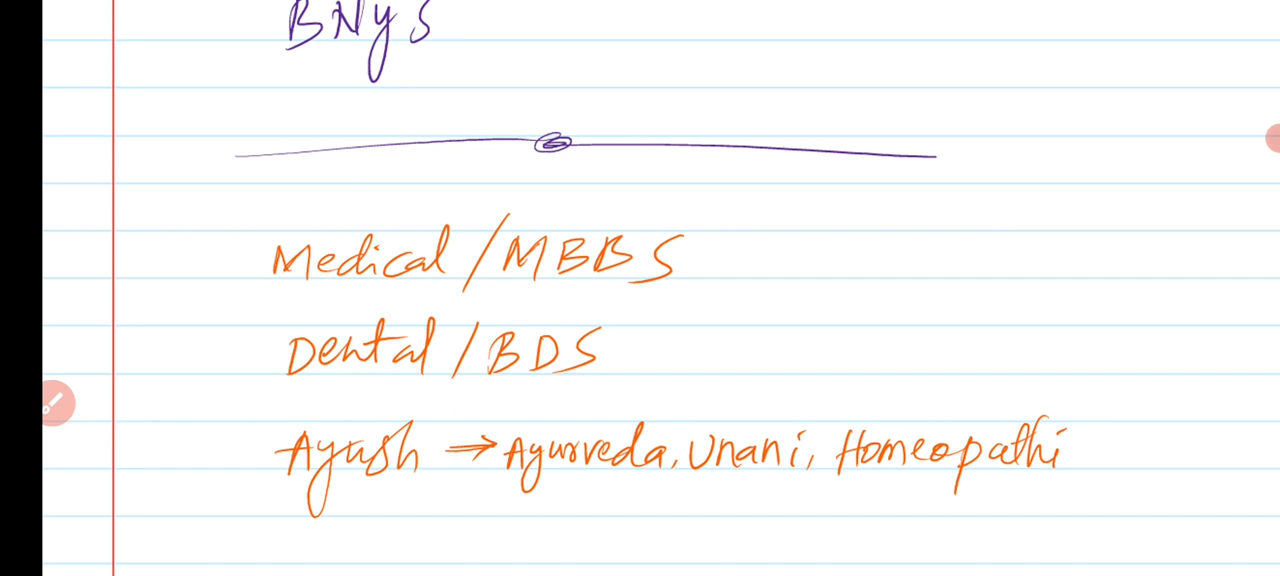 BNYS
Medical / MBBS
Dental / BDS
Ayush → Ayurveda, Unani, Homeopathi